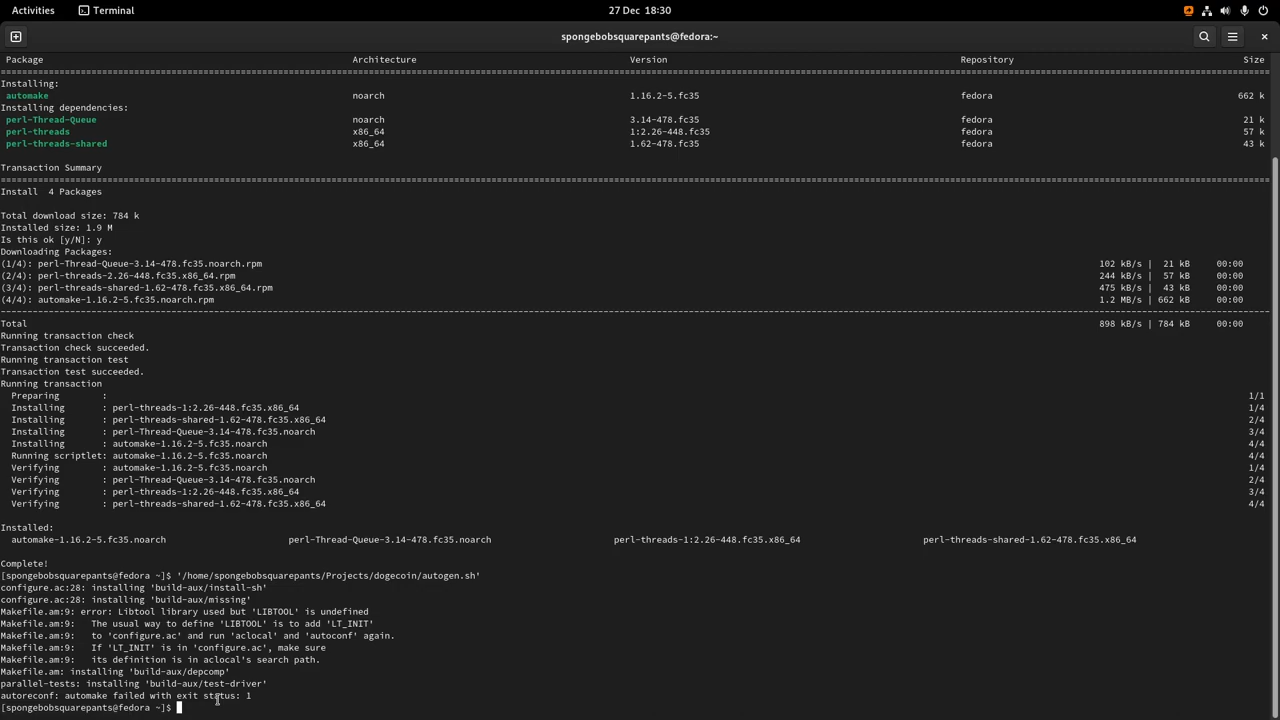 Activities Terminal 27 Dec 18:30
spongebobsquarepants@fedora:~
Package Architecture Version Repository Size
================================================================================
Installing:
automake noarch 1.16.2-5.fc35 fedora 662 k
Installing dependencies:
perl-Thread-Queue noarch 3.14-478.fc35 fedora 21 k
perl-threads x86_64 1:2.26-448.fc35 fedora 57 k
perl-threads-shared x86_64 1.62-478.fc35 fedora 43 k
Transaction Summary
================================================================================
Install  4 Packages
Total download size: 784 k
Installed size: 1.9 M
Is this ok [y/N]: y
Downloading Packages:
(1/4): perl-Thread-Queue-3.14-478.fc35.noarch.rpm 102 kB/s |  21 kB 00:00
(2/4): perl-threads-2.26-448.fc35.x86_64.rpm 244 kB/s |  57 kB 00:00
(3/4): perl-threads-shared-1.62-478.fc35.x86_64.rpm 475 kB/s |  43 kB 00:00
(4/4): automake-1.16.2-5.fc35.noarch.rpm 1.2 MB/s | 662 kB 00:00
--------------------------------------------------------------------------------
Total 898 kB/s | 784 kB 00:00
Running transaction check
Transaction check succeeded.
Running transaction test
Transaction test succeeded.
Running transaction
Preparing : 1/1
Installing : perl-threads-1:2.26-448.fc35.x86_64 1/4
Installing : perl-threads-shared-1.62-478.fc35.x86_64 2/4
Installing : perl-Thread-Queue-3.14-478.fc35.noarch 3/4
Installing : automake-1.16.2-5.fc35.noarch 4/4
Running scriptlet: automake-1.16.2-5.fc35.noarch 4/4
Verifying : automake-1.16.2-5.fc35.noarch 1/4
Verifying : perl-Thread-Queue-3.14-478.fc35.noarch 2/4
Verifying : perl-threads-1:2.26-448.fc35.x86_64 3/4
Verifying : perl-threads-shared-1.62-478.fc35.x86_64 4/4
Installed:
automake-1.16.2-5.fc35.noarch perl-Thread-Queue-3.14-478.fc35.noarch perl-threads-1:2.26-448.fc35.x86_64 perl-threads-shared-1.62-478.fc35.x86_64
Complete!
[spongebobsquarepants@fedora ~]$ '/home/spongebobsquarepants/Projects/dogecoin/autogen.sh'
configure.ac:28: installing 'build-aux/install-sh'
configure.ac:28: installing 'build-aux/missing'
Makefile.am:9: error: Libtool library used but 'LIBTOOL' is undefined
Makefile.am:9:   The usual way to define 'LIBTOOL' is to add 'LT_INIT'
Makefile.am:9:   to 'configure.ac' and run 'aclocal' and 'autoconf' again.
Makefile.am:9:   If 'LT_INIT' is in 'configure.ac', make sure
Makefile.am:9:   its definition is in aclocal's search path.
Makefile.am: installing 'build-aux/depcomp'
parallel-tests: installing 'build-aux/test-driver'
autoreconf: automake failed with exit status: 1
[spongebobsquarepants@fedora ~]$